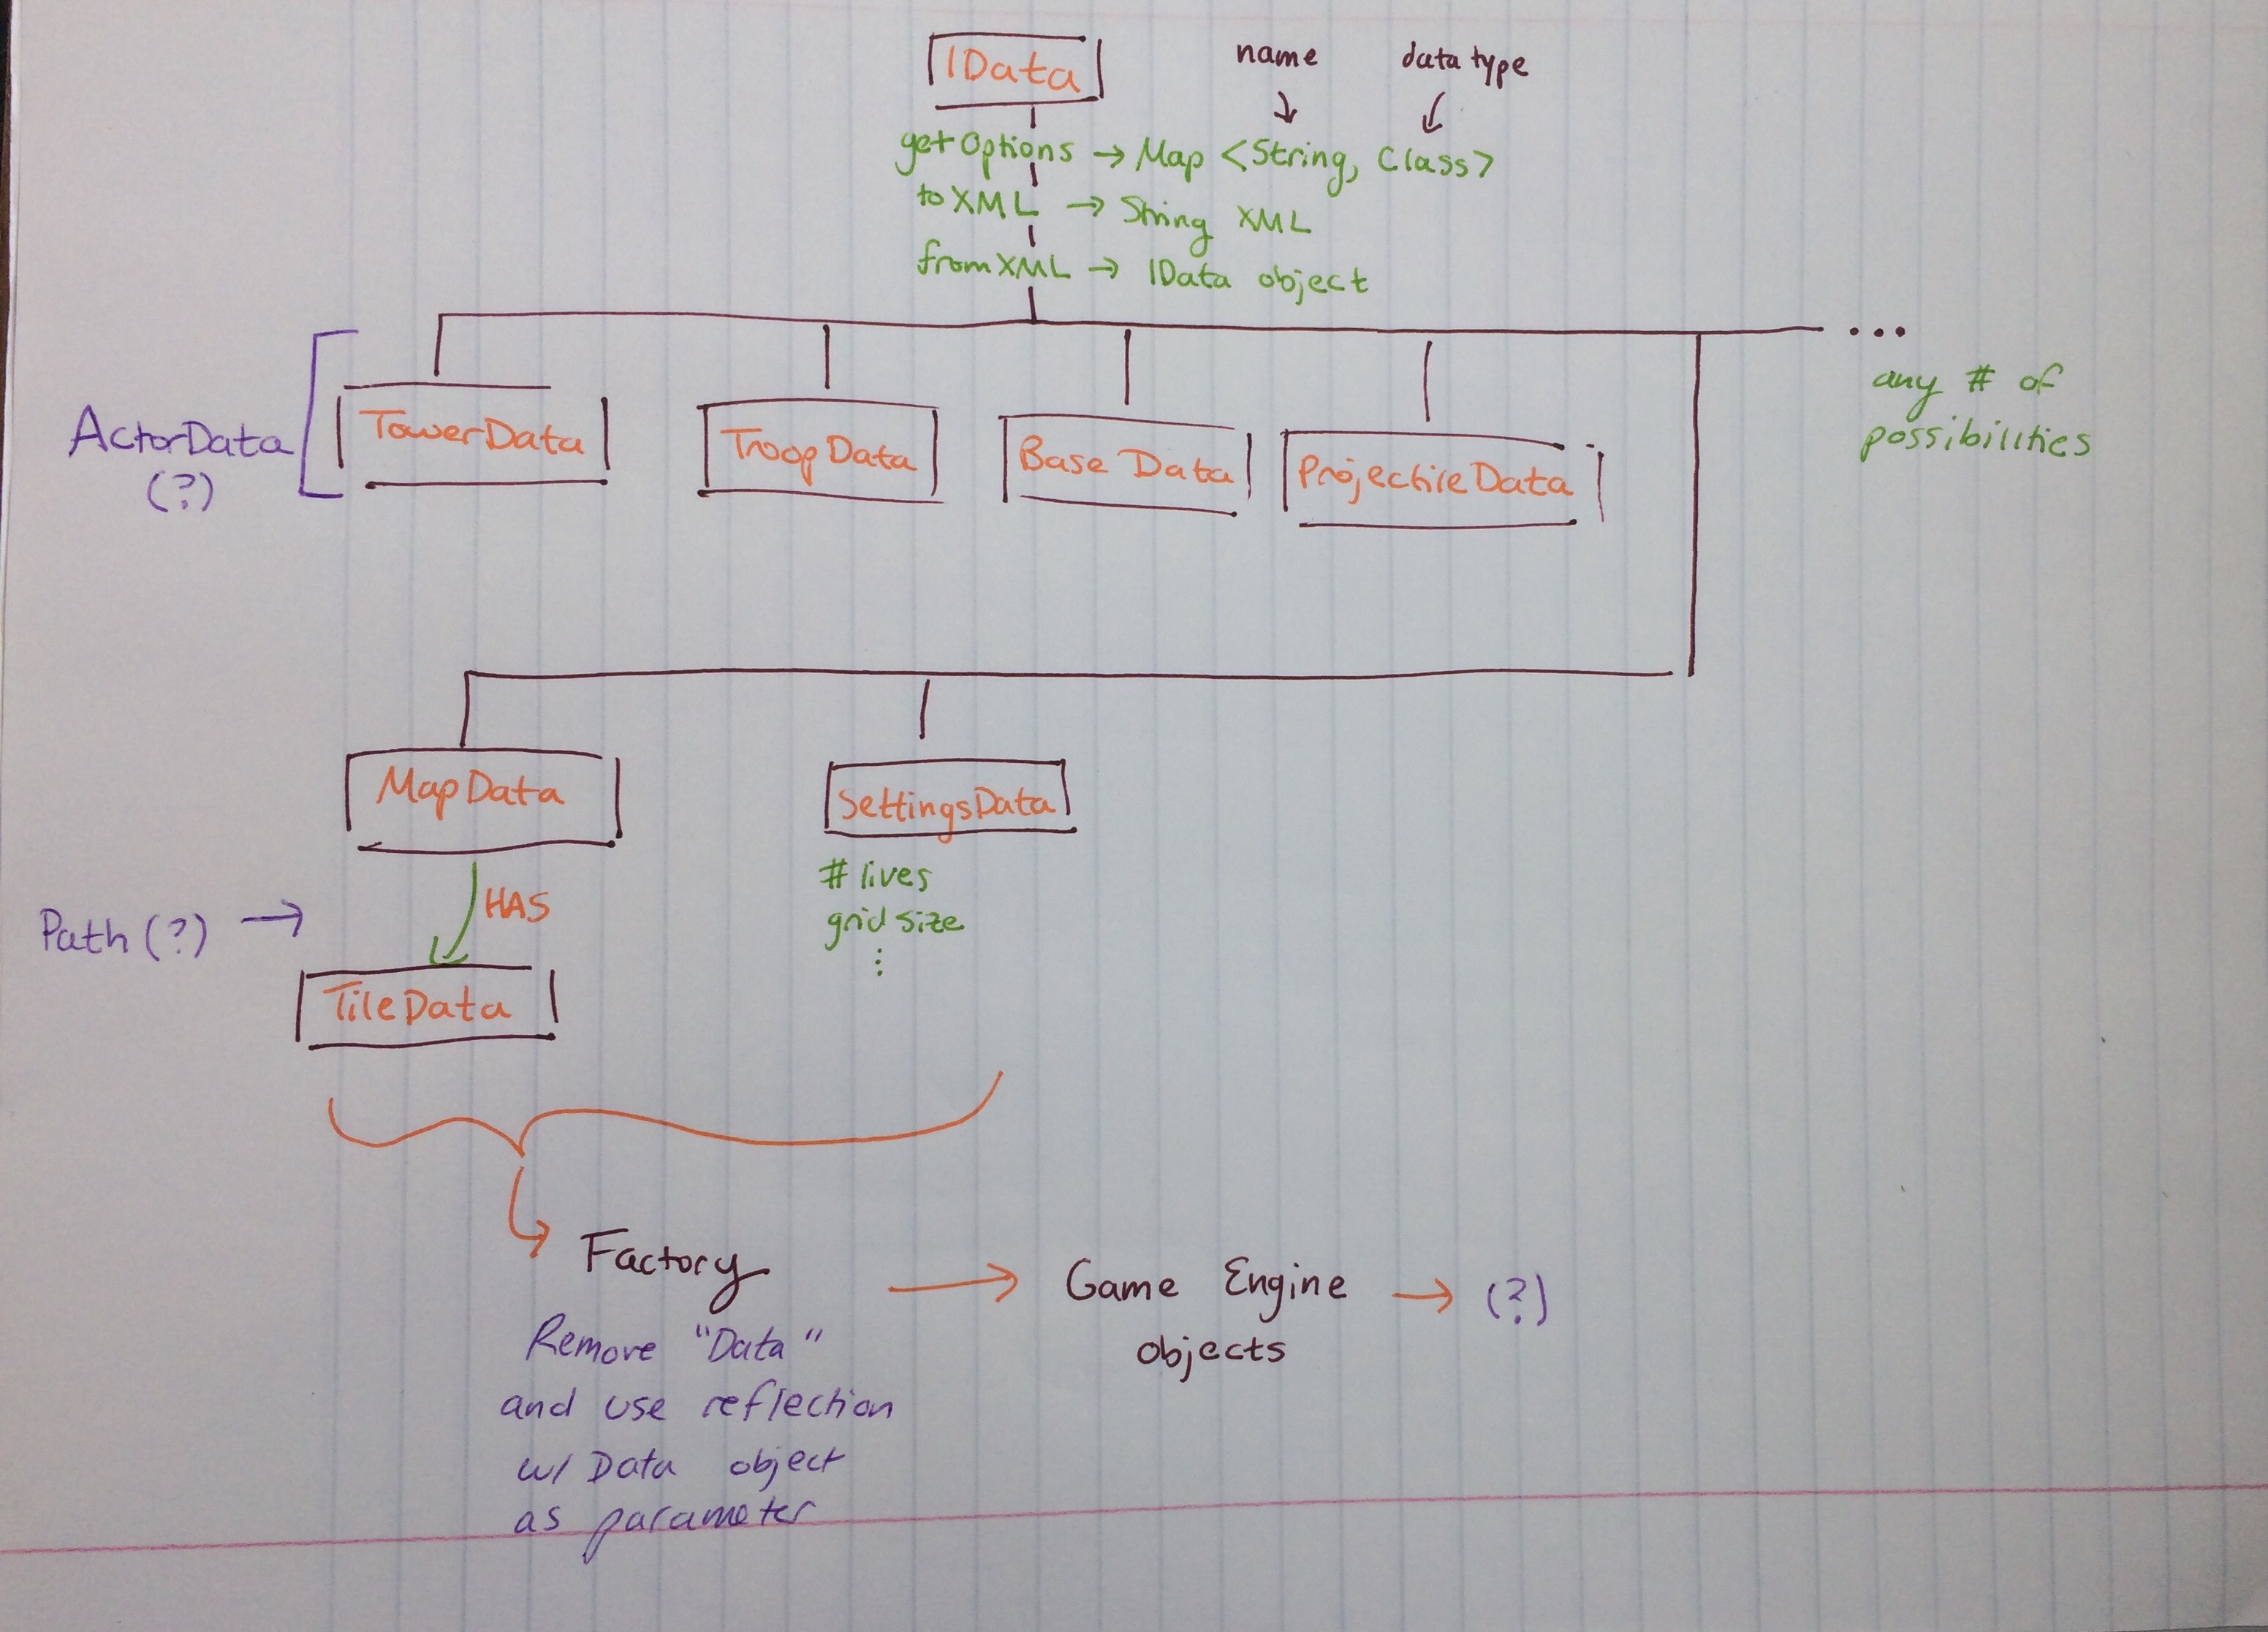 IData
name
data type
getOptions → Map <String, Class>
toXML → String XML
fromXML → IData object
...
any # of
possibilities
ActorData
(?)
TowerData
TroopData
Base Data
ProjectileData
MapData
SettingsData
# lives
grid size
⋮
HAS
Path (?) →
TileData
Factory
Remove "Data"
and use reflection
w/ Data object
as parameter
→ Game Engine
objects
→ (?)